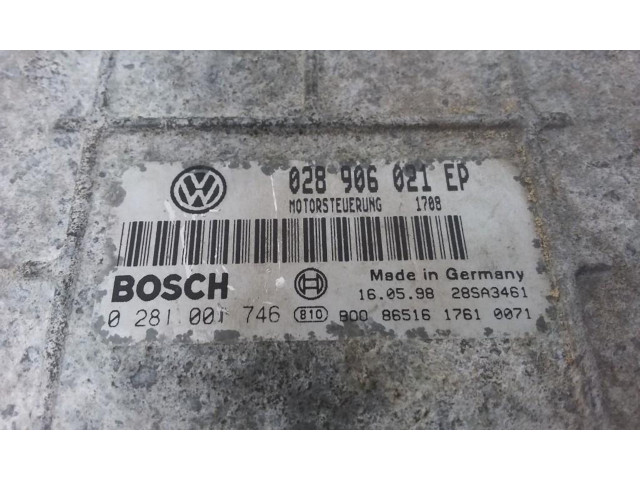 028 906 021 EP
MOTORSTEUERUNG 1708
BOSCH
Made in Germany
16.05.98 28SA3461
0 281 001 746 810 800 86516 1761 0071